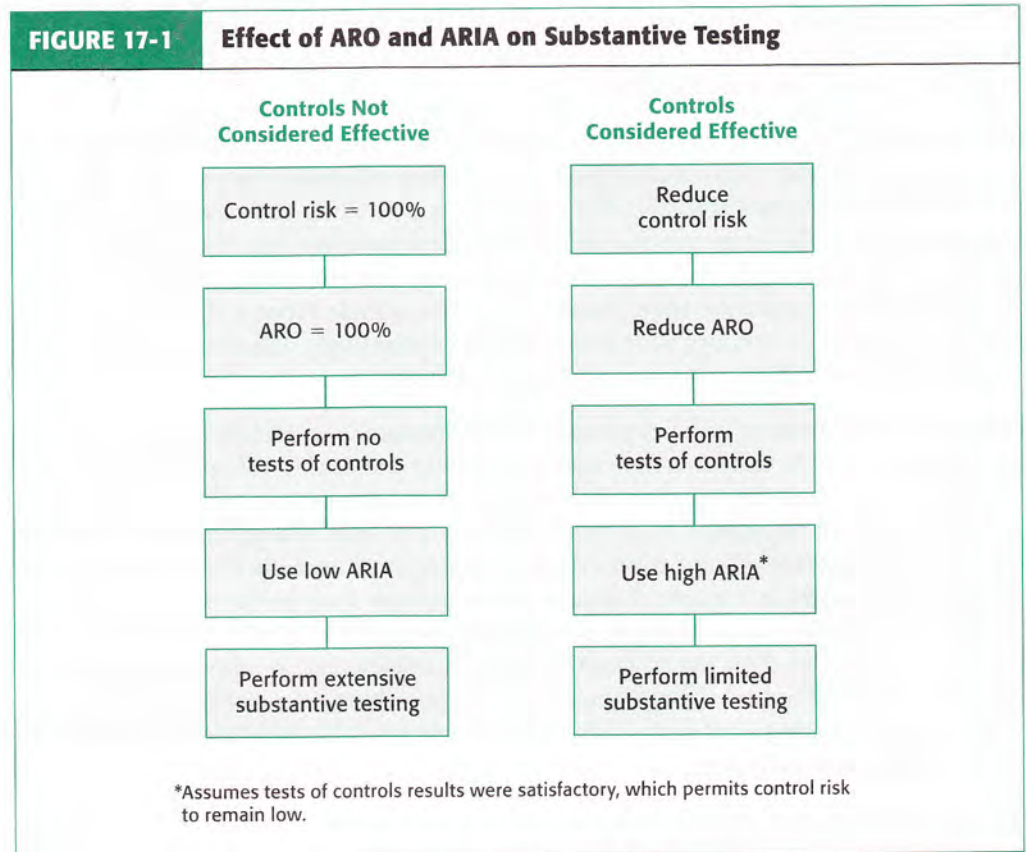 FIGURE 17-1 Effect of ARO and ARIA on Substantive Testing
Controls Not
Considered Effective
Control risk = 100%
ARO = 100%
Perform no
tests of controls
Use low ARIA
Perform extensive
substantive testing
Controls
Considered Effective
Reduce
control risk
Reduce ARO
Perform
tests of controls
Use high ARIA*
Perform limited
substantive testing
*Assumes tests of controls results were satisfactory, which permits control risk
to remain low.